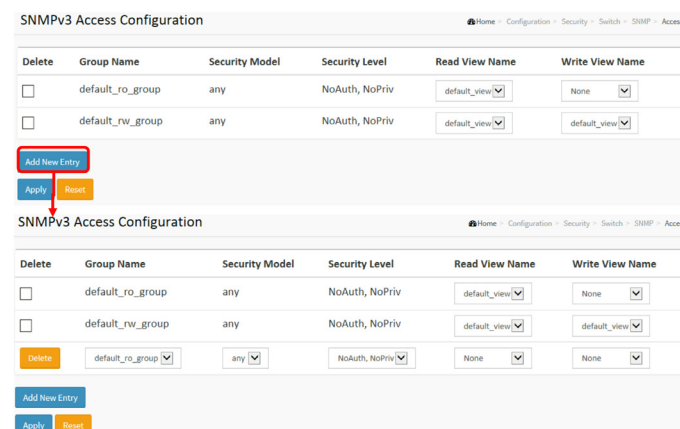 SNMPv3 Access Configuration Home > Configuration > Security > Switch > SNMP >
Delete Group Name Security Model Security Level Read View Name Write View Name
default_ro_group any NoAuth, NoPriv default_view None
default_rw_group any NoAuth, NoPriv default_view default_view
Add New Entry
Apply Reset
SNMPv3 Access Configuration Home > Configuration > Security > Switch > SNMP >
Delete Group Name Security Model Security Level Read View Name Write View Name
default_ro_group any NoAuth, NoPriv default_view None
default_rw_group any NoAuth, NoPriv default_view default_view
Delete default_ro_group any NoAuth, NoPriv None None
Add New Entry
Apply Reset